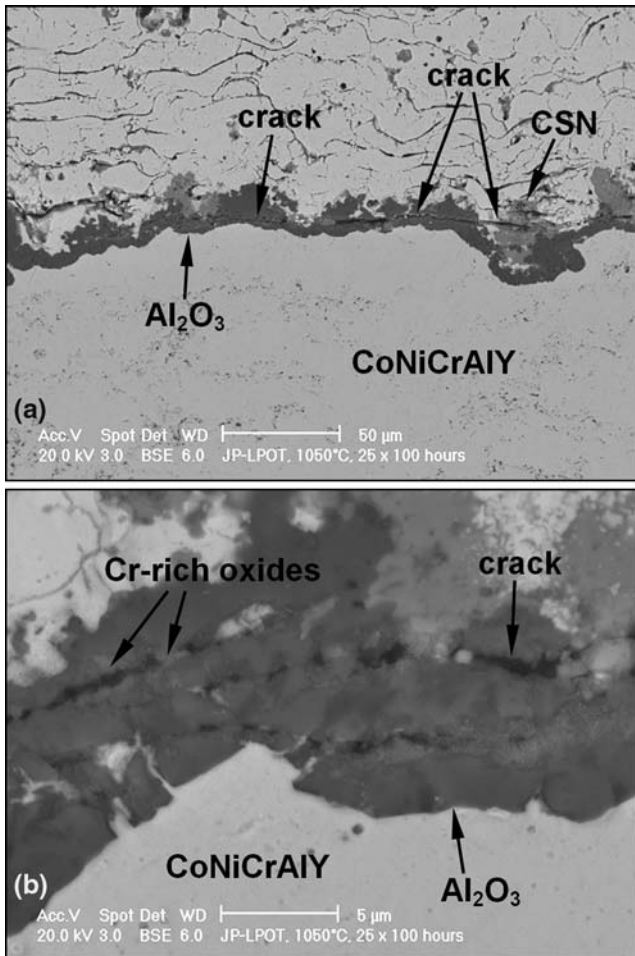 crack
crack
CSN
Al₂O₃
CoNiCrAlY
(a)
Acc.V Spot Det WD 50 µm
20.0 kV 3.0 BSE 6.0 JP-LPOT, 1050°C, 25 x 100 hours
Cr-rich oxides
crack
CoNiCrAlY
Al₂O₃
(b)
Acc.V Spot Det WD 5 µm
20.0 kV 3.0 BSE 6.0 JP-LPOT, 1050°C, 25 x 100 hours